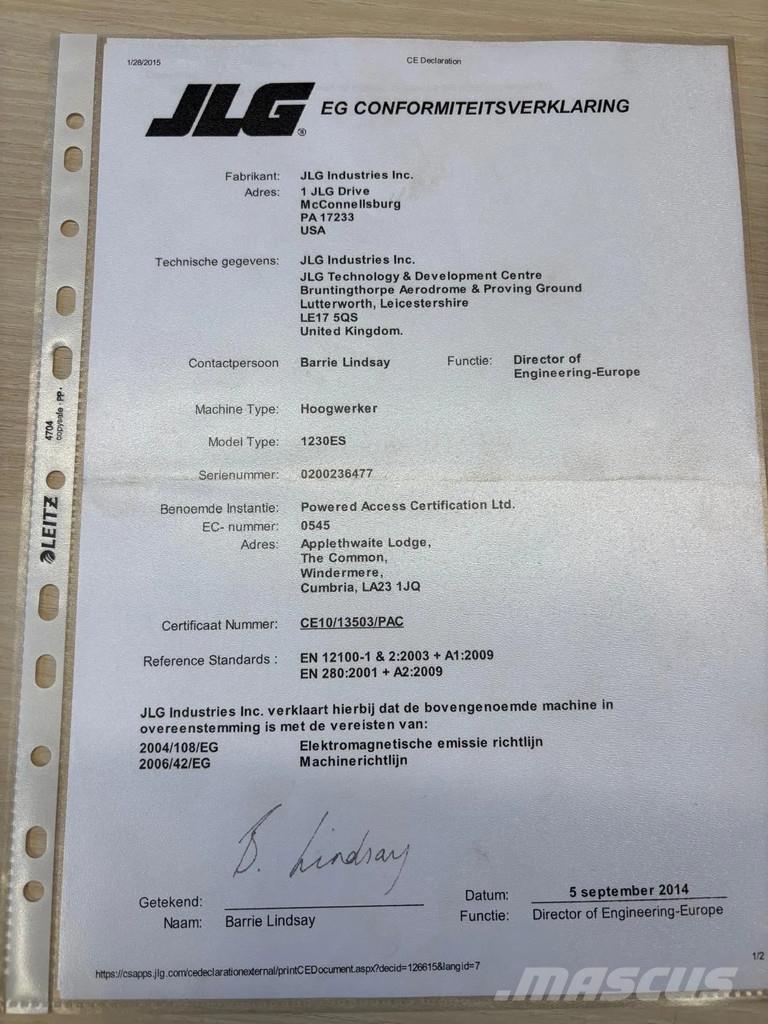 1/28/2015 CE Declaration
JLG® EG CONFORMITEITSVERKLARING
Fabrikant: JLG Industries Inc.
Adres: 1 JLG Drive
McConnellsburg
PA 17233
USA
Technische gegevens: JLG Industries Inc.
JLG Technology & Development Centre
Bruntingthorpe Aerodrome & Proving Ground
Lutterworth, Leicestershire
LE17 5QS
United Kingdom.
Contactpersoon Barrie Lindsay Functie: Director of
Engineering-Europe
Machine Type: Hoogwerker
Model Type: 1230ES
Serienummer: 0200236477
Benoemde Instantie: Powered Access Certification Ltd.
EC- nummer: 0545
Adres: Applethwaite Lodge,
The Common,
Windermere,
Cumbria, LA23 1JQ
Certificaat Nummer: CE10/13503/PAC
Reference Standards : EN 12100-1 & 2:2003 + A1:2009
EN 280:2001 + A2:2009
JLG Industries Inc. verklaart hierbij dat de bovengenoemde machine in
overeenstemming is met de vereisten van:
2004/108/EG Elektromagnetische emissie richtlijn
2006/42/EG Machinerichtlijn
B. Lindsay
Getekend: Datum: 5 september 2014
Naam: Barrie Lindsay Functie: Director of Engineering-Europe
1/2
https://csapps.jlg.com/cedeclarationexternal/printCEDocument.aspx?decid=126615&langid=7
LEITZ
4704
copysafe · PP ·
MASCUS